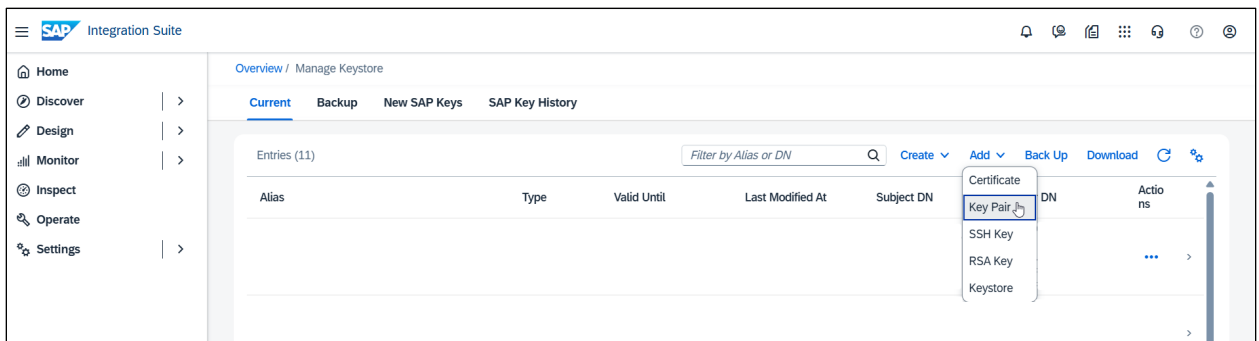 SAP Integration Suite
Home
Discover
Design
Monitor
Inspect
Operate
Settings
Overview / Manage Keystore
Current Backup New SAP Keys SAP Key History
Entries (11) Filter by Alias or DN Create Add Back Up Download
Alias Type Valid Until Last Modified At Subject DN DN Actio
ns
Certificate
Key Pair
SSH Key
RSA Key
Keystore